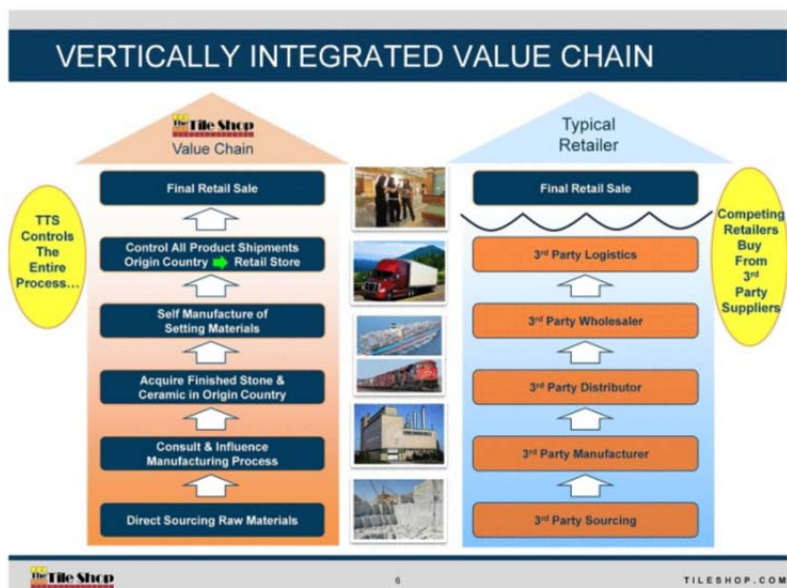 VERTICALLY INTEGRATED VALUE CHAIN
The Tile Shop
Value Chain
Final Retail Sale
Control All Product Shipments
Origin Country Retail Store
Self Manufacture of
Setting Materials
Acquire Finished Stone &
Ceramic in Origin Country
Consult & Influence
Manufacturing Process
Direct Sourcing Raw Materials
TTS
Controls
The
Entire
Process…
Typical
Retailer
Final Retail Sale
3rd Party Logistics
3rd Party Wholesaler
3rd Party Distributor
3rd Party Manufacturer
3rd Party Sourcing
Competing
Retailers
Buy
From
3rd
Party
Suppliers
The Tile Shop
6
TILESHOP.COM